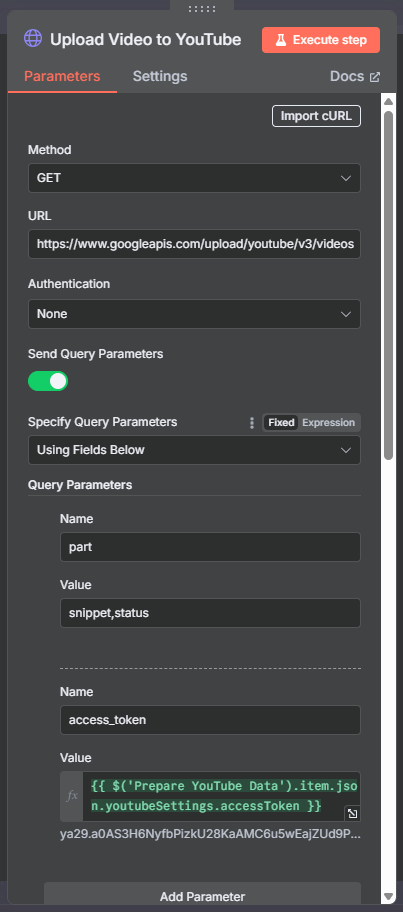 Upload Video to YouTube
Execute step
Parameters
Settings
Docs
Import cURL
Method
GET
URL
https://www.googleapis.com/upload/youtube/v3/videos
Authentication
None
Send Query Parameters
Specify Query Parameters
Fixed
Expression
Using Fields Below
Query Parameters
Name
part
Value
snippet,status
Name
access_token
Value
fx
{{ $('Prepare YouTube Data').item.jso
n.youtubeSettings.accessToken }}
ya29.a0AS3H6NyfbPizkU28KaAMC6u5wEajZUd9P...
Add Parameter